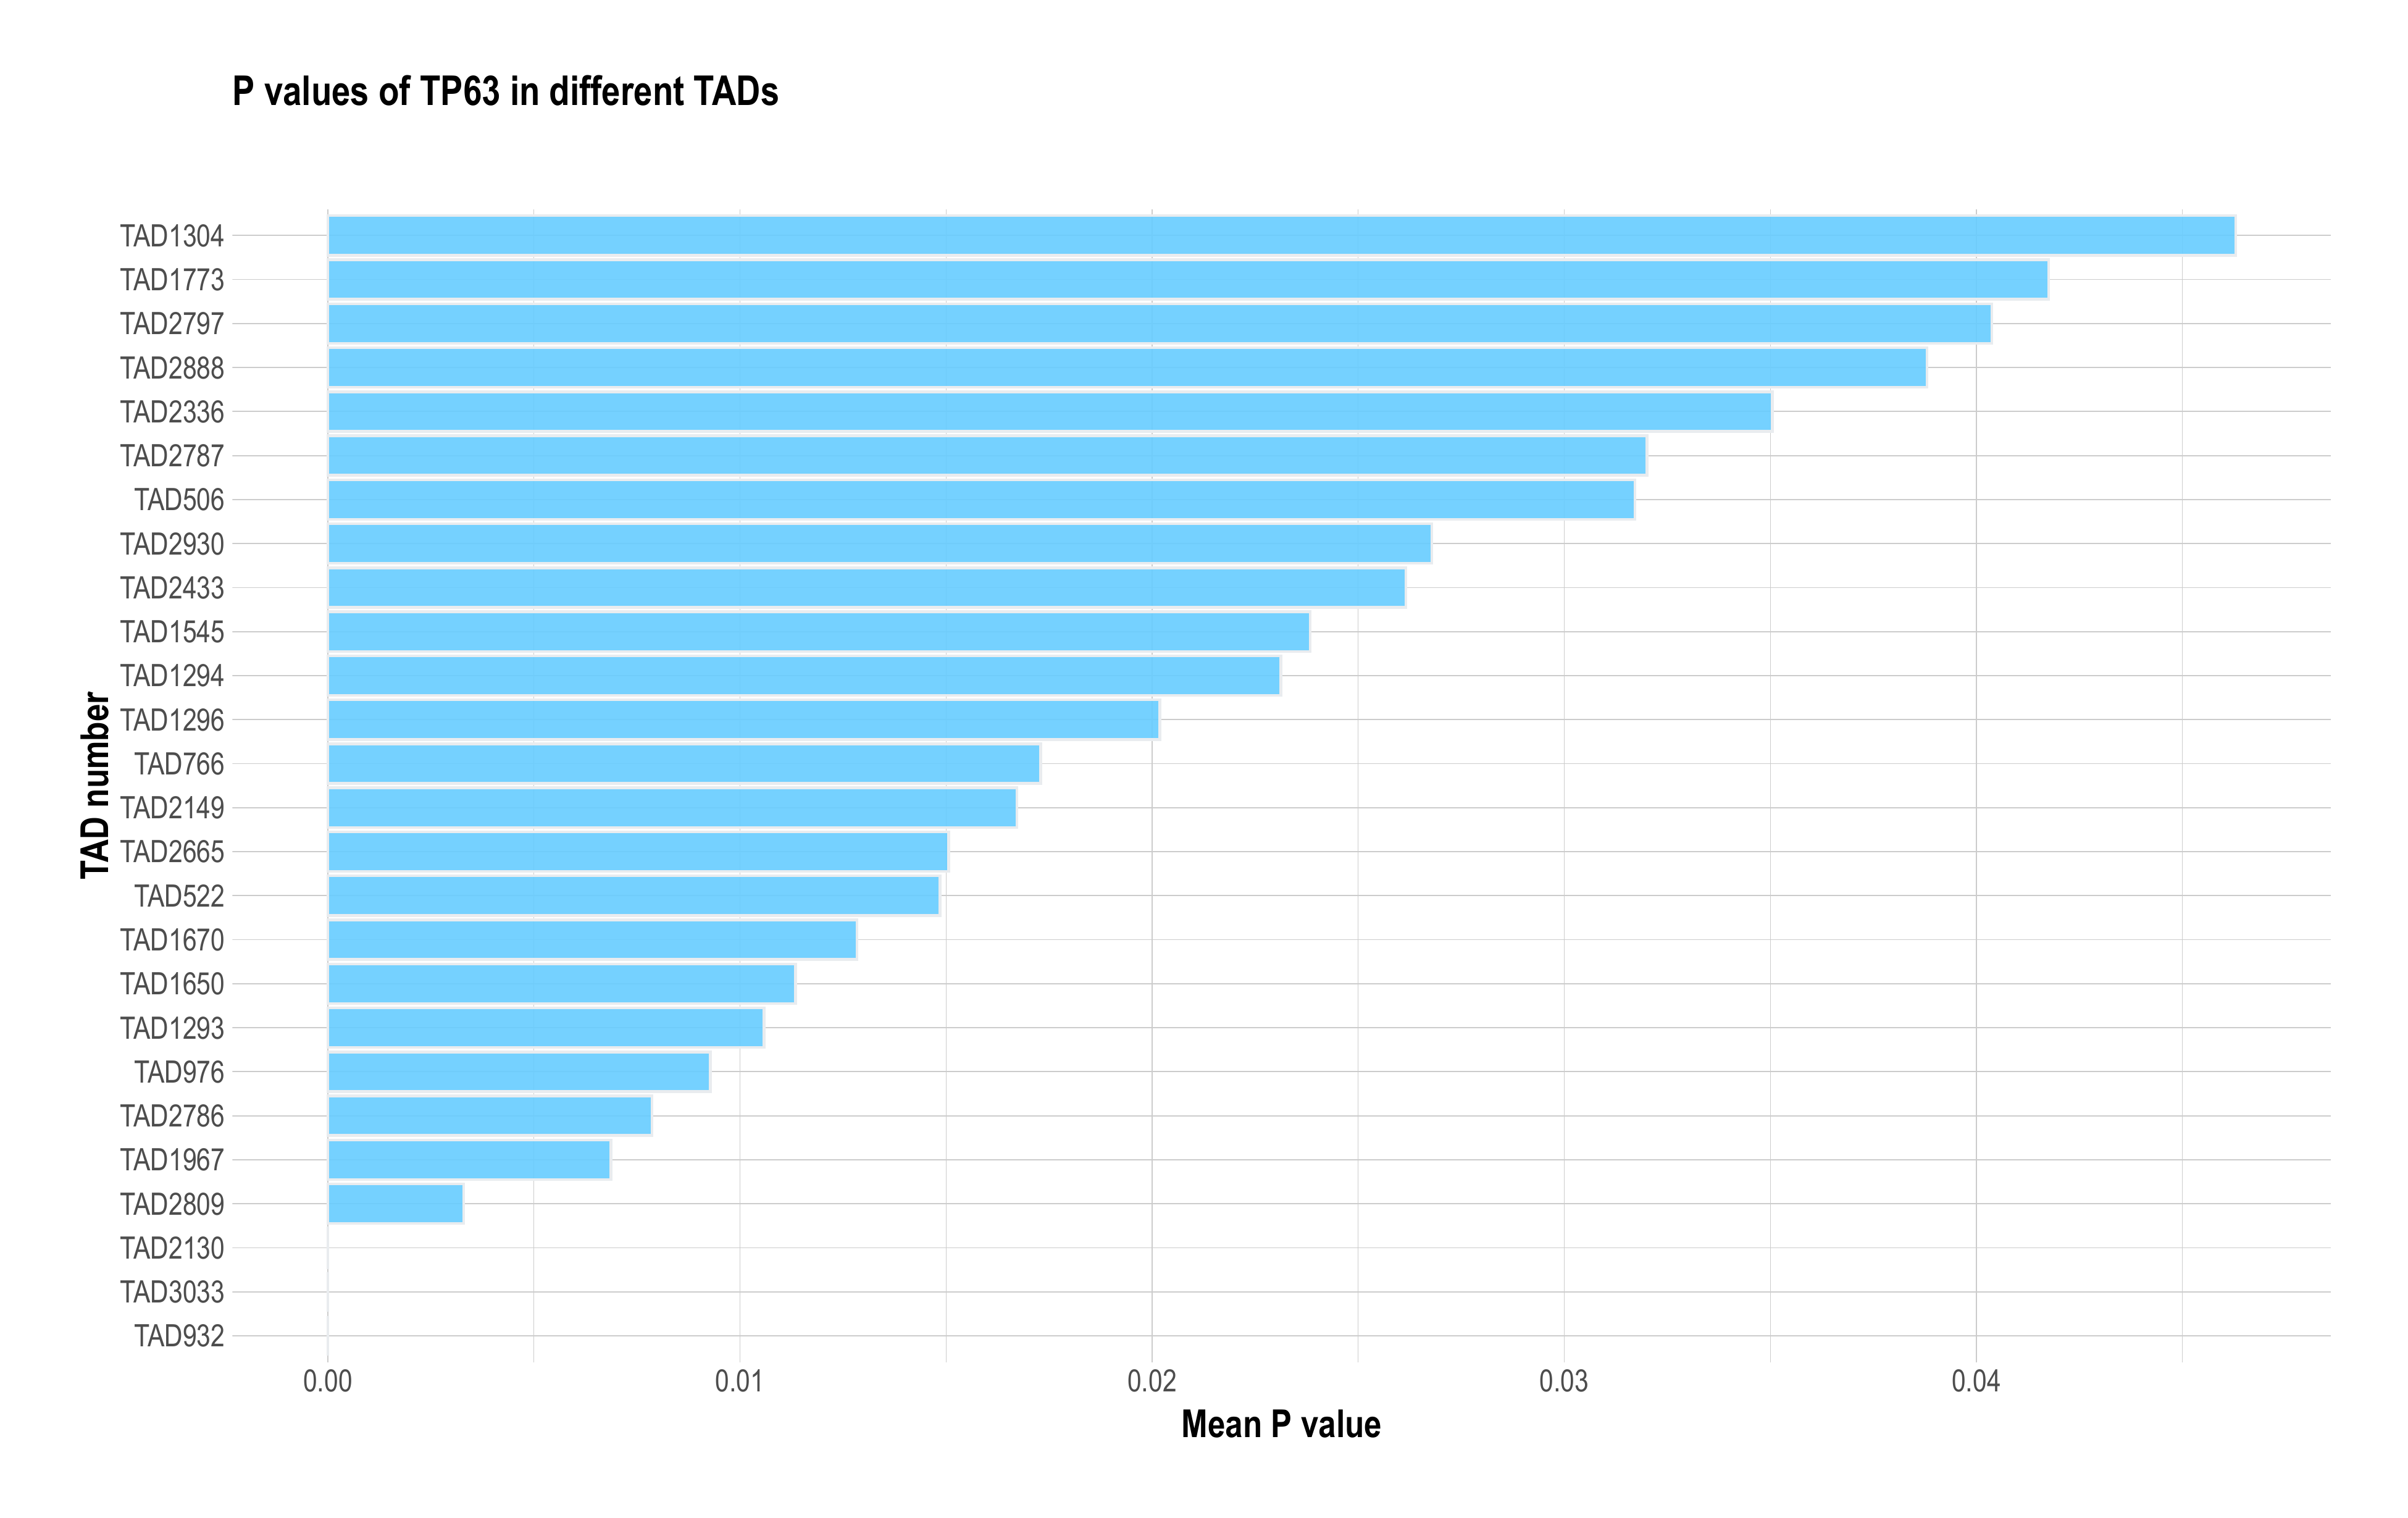 P values of TP63 in different TADs
TAD1304
TAD1773
TAD2797
TAD2888
TAD2336
TAD2787
TAD506
TAD2930
TAD2433
TAD1545
TAD1294
TAD1296
TAD766
TAD2149
TAD2665
TAD522
TAD1670
TAD1650
TAD1293
TAD976
TAD2786
TAD1967
TAD2809
TAD2130
TAD3033
TAD932
TAD number
0.00 0.01 0.02 0.03 0.04
Mean P value